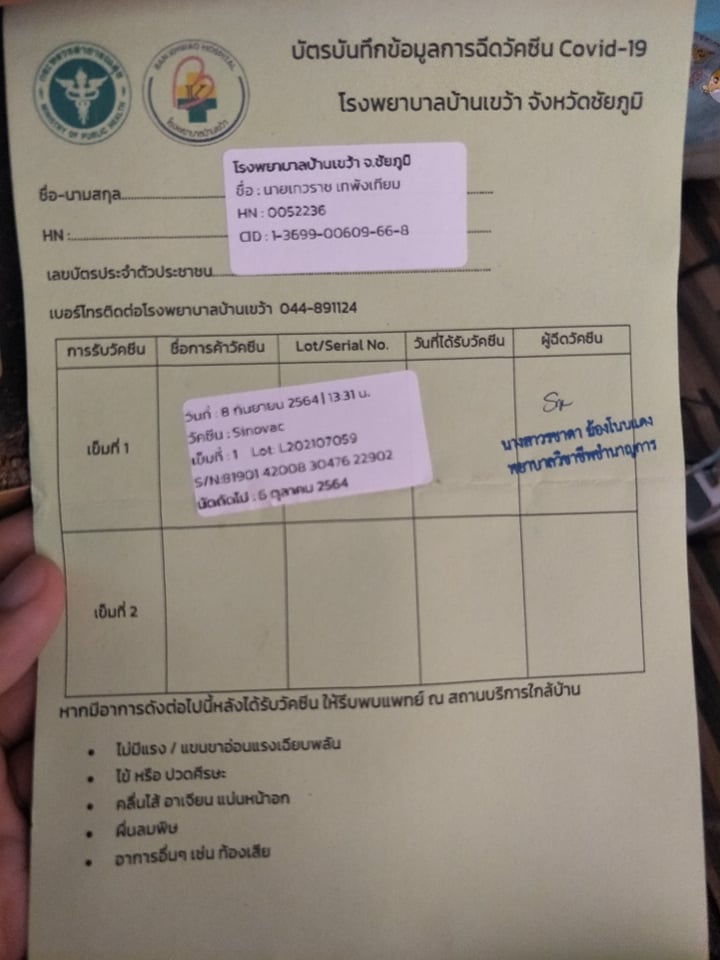 กระทรวงสาธารณสุข
MINISTRY OF PUBLIC HEALTH
BANKHWAO HOSPITAL
โรงพยาบาลบ้านเขว้า
บัตรบันทึกข้อมูลการฉีดวัคซีน Covid-19
โรงพยาบาลบ้านเขว้า จังหวัดชัยภูมิ
โรงพยาบาลบ้านเขว้า จ.ชัยภูมิ
ชื่อ-นามสกุล
ชื่อ : นายเทวราช เทพังเทียม
HN :
HN : 0052236
CID : 1-3699-00609-66-8
เลขบัตรประจำตัวประชาชน
เบอร์โทรติดต่อโรงพยาบาลบ้านเขว้า 044-891124
การรับวัคซีน ชื่อการค้าวัคซีน Lot/Serial No. วันที่ได้รับวัคซีน ผู้ฉีดวัคซีน
เข็มที่ 1
วันที่ : 8 กันยายน 2564 | 13.31 น.
วัคซีน : Sinovac
เข็มที่ : 1 Lot: L202107059
S/N:81901 42008 30476 22902
นัดถัดไป : 6 ตุลาคม 2564
นางสาว
พยาบาลวิชาชีพชำนาญการ
เข็มที่ 2
หากมีอาการดังต่อไปนี้หลังได้รับวัคซีน ให้รีบพบแพทย์ ณ สถานบริการใกล้บ้าน
• ไม่มีแรง / แขนขาอ่อนแรงเฉียบพลัน
• ไข้ หรือ ปวดศีรษะ
• คลื่นไส้ อาเจียน แน่นหน้าอก
• ผื่นลมพิษ
• อาการอื่นๆ เช่น ท้องเสีย